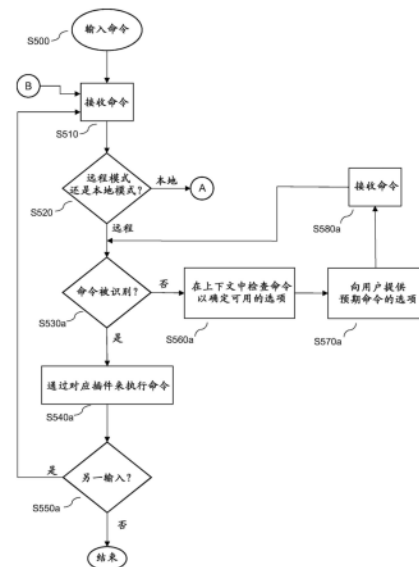 输入命令
S500
B
接收命令
S510
远程模式
还是本地模式？
S520
本地
A
远程
接收命令
S580a
命令被识别？
S530a
否
在上下文中检查命令
以确定可用的选项
S560a
向用户提供
预期命令的选项
S570a
是
通过对应插件来执行命令
S540a
另一输入？
S550a
是
否
结束